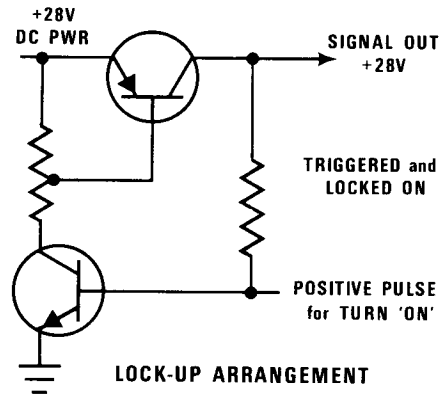 +28V
DC PWR
SIGNAL OUT
+28V
TRIGGERED and
LOCKED ON
POSITIVE PULSE
for TURN 'ON'
LOCK-UP ARRANGEMENT